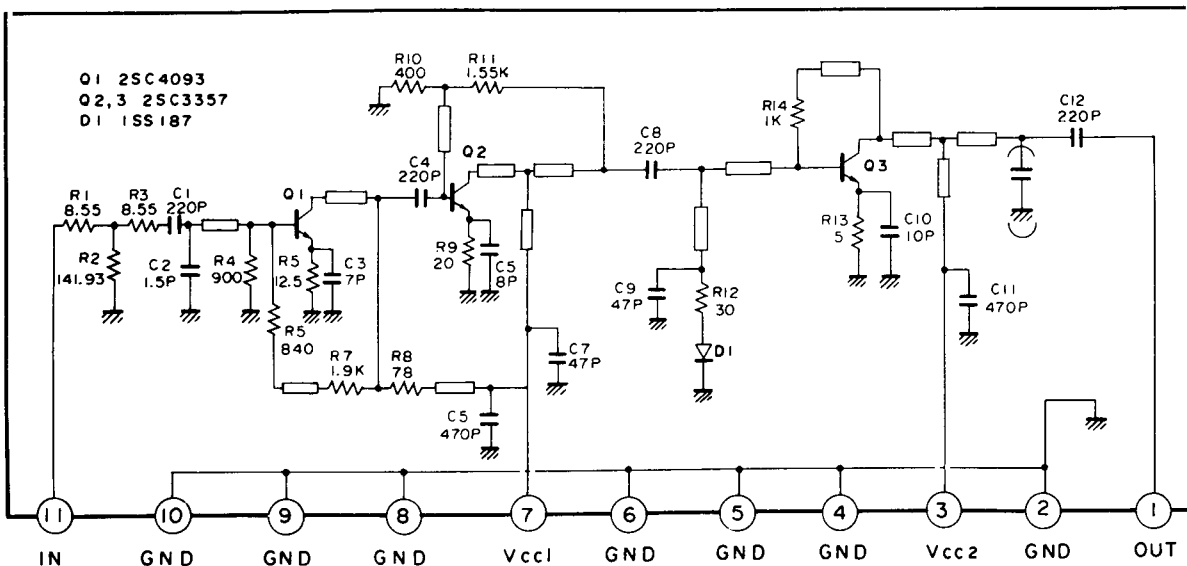 Q1 2SC4093
Q2,3 2SC3357
D1 1SS187
R10
400
R11
1.55K
R14
1K
C12
220P
C8
220P
Q3
C4
220P
Q2
Q1
R1
8.55
R3
8.55
C1
220P
R2
141.93
C2
1.5P
R4
900
R5
12.5
C3
7P
R9
20
C5
8P
R13
5
C10
10P
C9
47P
R12
30
C11
470P
R5
840
D1
C7
47P
R7
1.9K
R8
78
C5
470P
11
10
9
8
7
6
5
4
3
2
1
IN
GND
GND
GND
Vcc1
GND
GND
GND
Vcc2
GND
OUT